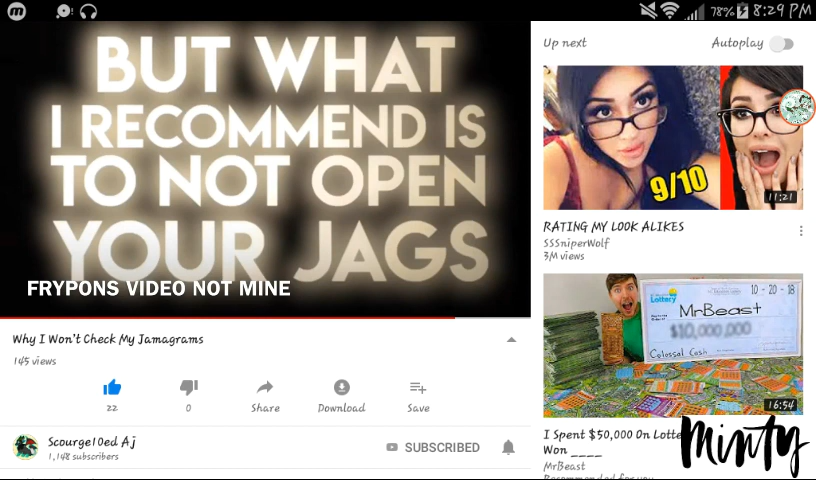 78% 8:29 PM
BUT WHAT
I RECOMMEND IS
TO NOT OPEN
YOUR JAGS
FRYPONS VIDEO NOT MINE
Why I Won't Check My Jamagrams
145 views
22
0
Share
Download
Save
Scourge10ed Aj
1,148 subscribers
SUBSCRIBED
Up next
Autoplay
9/10
11:21
RATING MY LOOK ALIKES
SSSniperWolf
3M views
Lottery
10-20-18
MrBeast
$10,000,000
Colossal Cash
16:54
I Spent $50,000 On Lotte
Won ____
MrBeast
Recommended for you
Minty